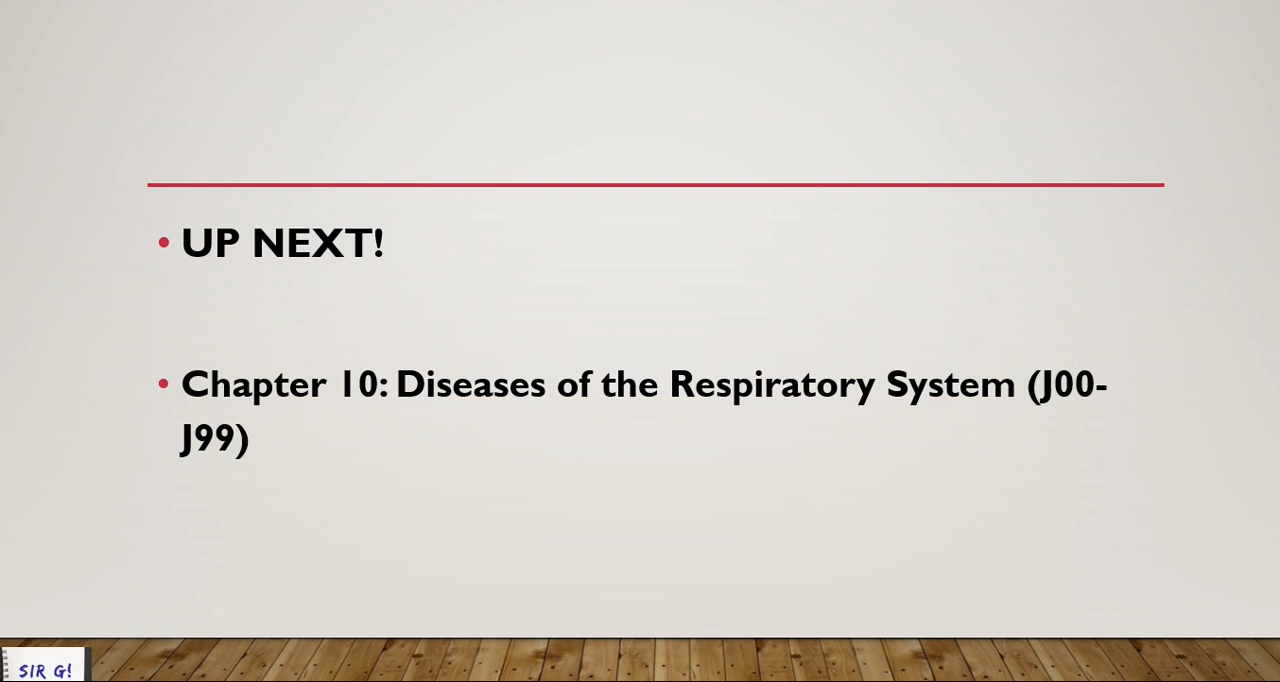 • UP NEXT!
• Chapter 10: Diseases of the Respiratory System (J00-
J99)
SIR G!